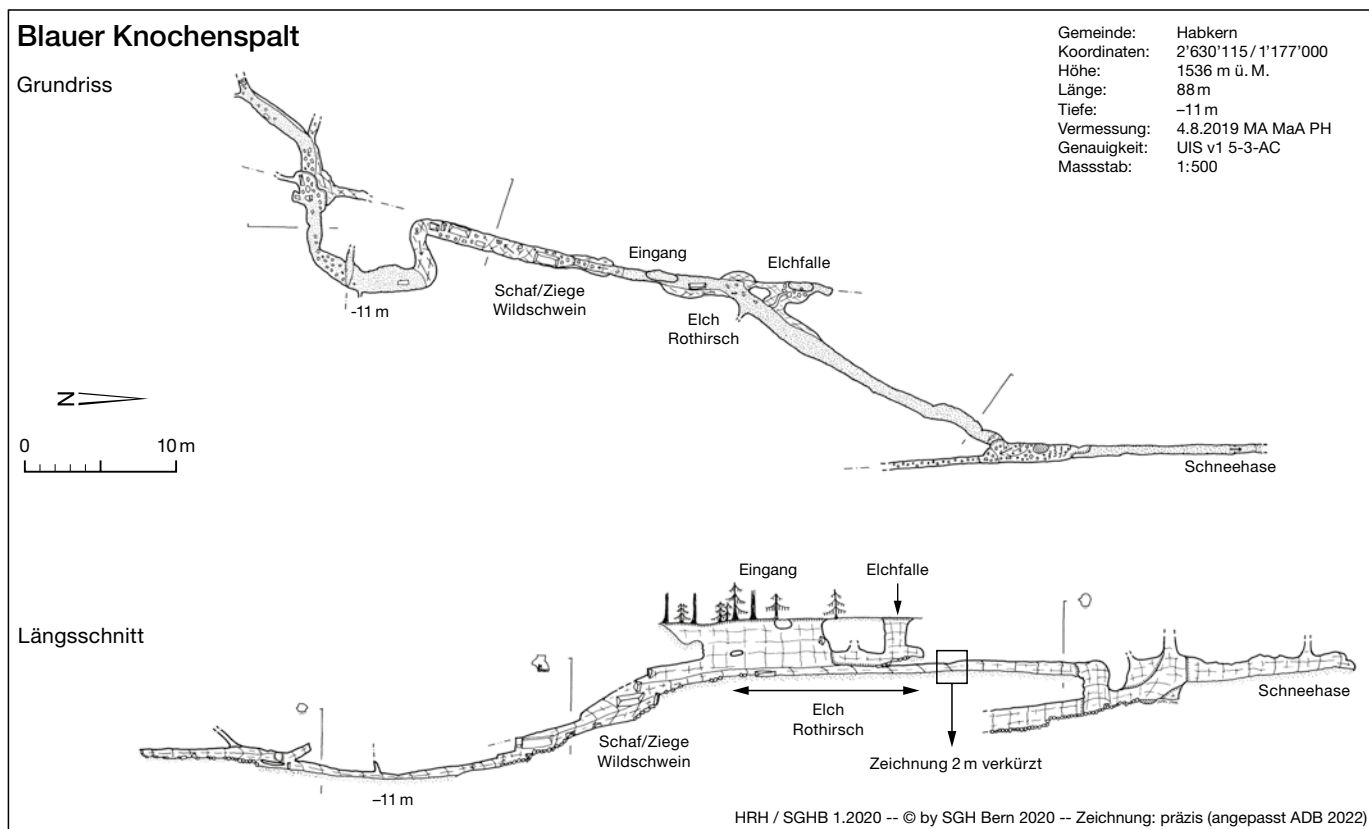 Blauer Knochenspalt
Gemeinde: Habkern
Koordinaten: 2’630’115 / 1’177’000
Höhe: 1536 m ü. M.
Länge: 88 m
Tiefe: –11 m
Vermessung: 4.8.2019 MA MaA PH
Genauigkeit: UIS v1 5-3-AC
Massstab: 1:500
Grundriss
Eingang
Elchfalle
Schaf/Ziege
Wildschwein
-11 m
Elch
Rothirsch
N
0 10 m
Schneehase
Eingang
Elchfalle
Längsschnitt
Schneehase
Elch
Rothirsch
Schaf/Ziege
Wildschwein
Zeichnung 2 m verkürzt
–11 m
HRH / SGHB 1.2020 -- © by SGH Bern 2020 -- Zeichnung: präzis (angepasst ADB 2022)